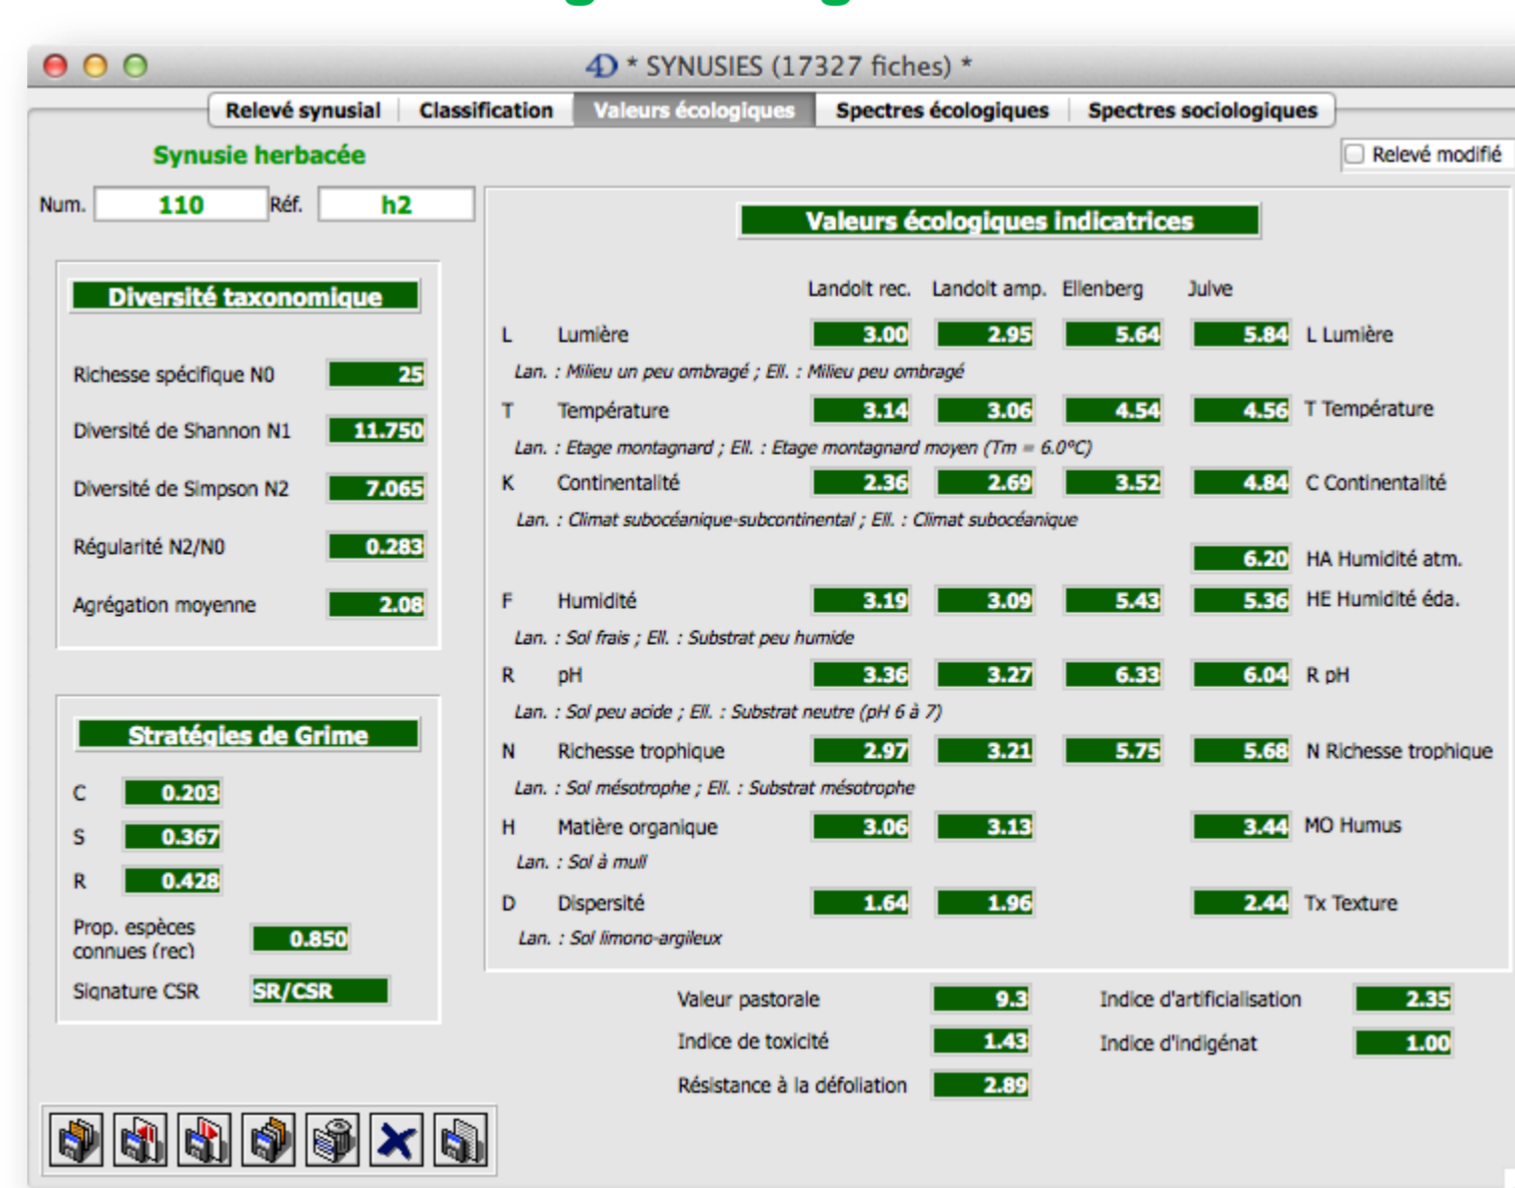 4D * SYNUSIES (17327 fiches) *
Relevé synusial Classification Valeurs écologiques Spectres écologiques Spectres sociologiques
Synusie herbacée
Relevé modifié
Num. 110 Réf. h2
Valeurs écologiques indicatrices
Diversité taxonomique
Richesse spécifique N0 25
Diversité de Shannon N1 11.750
Diversité de Simpson N2 7.065
Régularité N2/N0 0.283
Agrégation moyenne 2.08
Stratégies de Grime
C 0.203
S 0.367
R 0.428
Prop. espèces
connues (rec) 0.850
Signature CSR SR/CSR
Landolt rec. Landolt amp. Ellenberg Julve
L Lumière 3.00 2.95 5.64 5.84 L Lumière
Lan. : Milieu un peu ombragé ; Ell. : Milieu peu ombragé
T Température 3.14 3.06 4.54 4.56 T Température
Lan. : Etage montagnard ; Ell. : Etage montagnard moyen (Tm = 6.0°C)
K Continentalité 2.36 2.69 3.52 4.84 C Continentalité
Lan. : Climat subocéanique-subcontinental ; Ell. : Climat subocéanique
6.20 HA Humidité atm.
F Humidité 3.19 3.09 5.43 5.36 HE Humidité éda.
Lan. : Sol frais ; Ell. : Substrat peu humide
R pH 3.36 3.27 6.33 6.04 R pH
Lan. : Sol peu acide ; Ell. : Substrat neutre (pH 6 à 7)
N Richesse trophique 2.97 3.21 5.75 5.68 N Richesse trophique
Lan. : Sol mésotrophe ; Ell. : Substrat mésotrophe
H Matière organique 3.06 3.13 3.44 MO Humus
Lan. : Sol à mull
D Dispersité 1.64 1.96 2.44 Tx Texture
Lan. : Sol limono-argileux
Valeur pastorale 9.3 Indice d'artificialisation 2.35
Indice de toxicité 1.43 Indice d'indigénat 1.00
Résistance à la défoliation 2.89